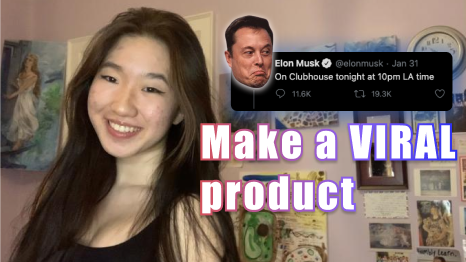 Elon Musk @elonmusk · Jan 31
On Clubhouse tonight at 10pm LA time
11.6K 19.3K
Make a VIRAL
product